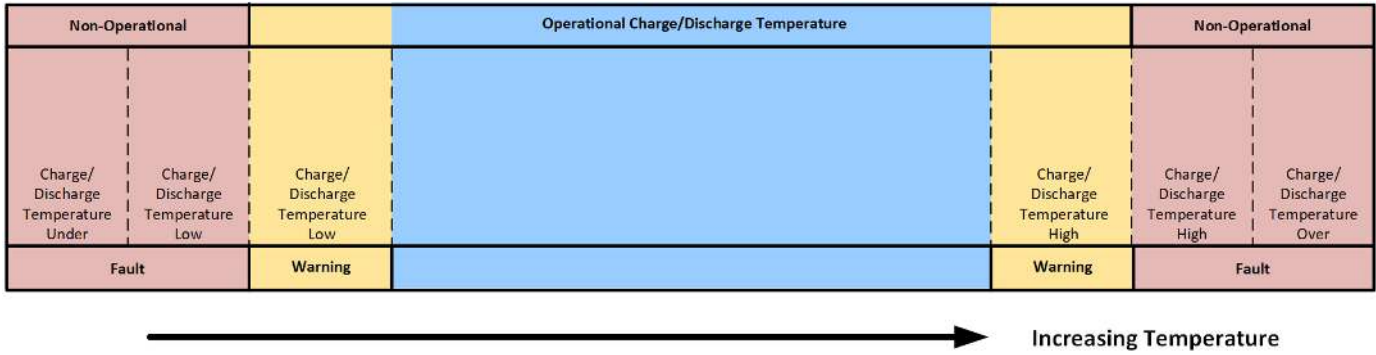 Non-Operational
Operational Charge/Discharge Temperature
Non-Operational
Charge/
Discharge
Temperature
Under
Charge/
Discharge
Temperature
Low
Charge/
Discharge
Temperature
Low
Charge/
Discharge
Temperature
High
Charge/
Discharge
Temperature
High
Charge/
Discharge
Temperature
Over
Fault
Warning
Warning
Fault
Increasing Temperature